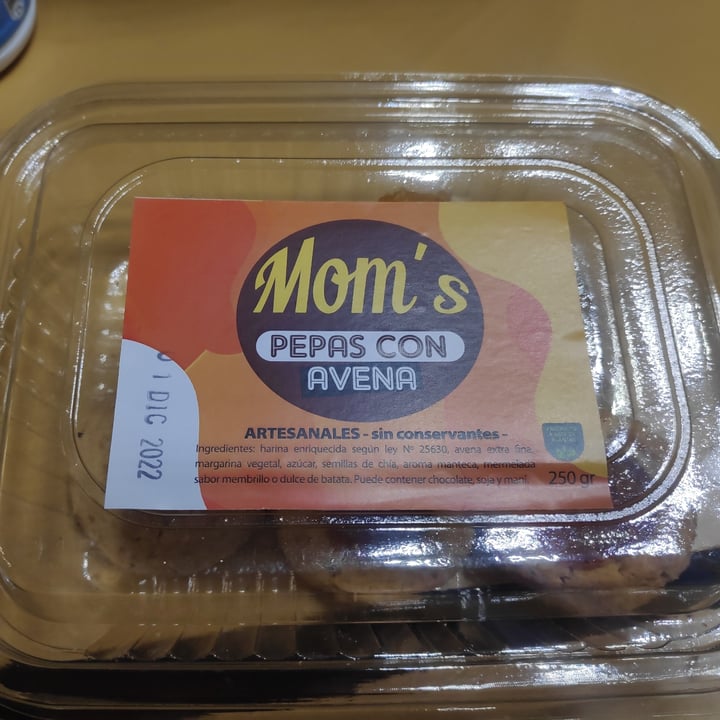 Mom's
PEPAS CON
AVENA
ARTESANALES - sin conservantes -
Ingredientes: harina enriquecida según ley Nº 25630, avena extra fina,
margarina vegetal, azúcar, semillas de chía, aroma manteca, mermelada
sabor membrillo o dulce de batata. Puede contener chocolate, soja y maní.
250 gr
1 DIC 2022